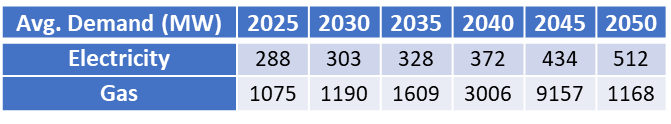 Avg. Demand (MW) 2025 2030 2035 2040 2045 2050
Electricity 288 303 328 372 434 512
Gas 1075 1190 1609 3006 9157 1168